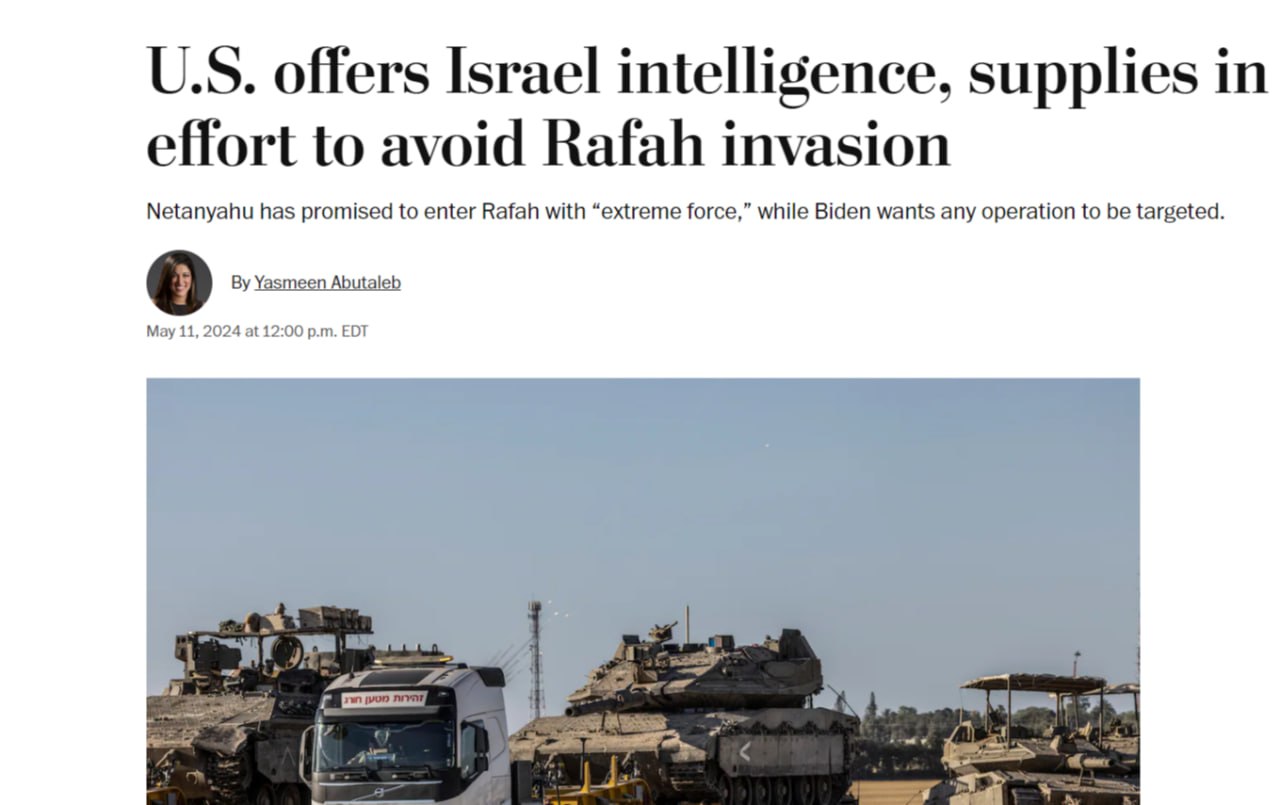 U.S. offers Israel intelligence, supplies in
effort to avoid Rafah invasion
Netanyahu has promised to enter Rafah with “extreme force,” while Biden wants any operation to be targeted.
By Yasmeen Abutaleb
May 11, 2024 at 12:00 p.m. EDT
זהירות מטען חורג